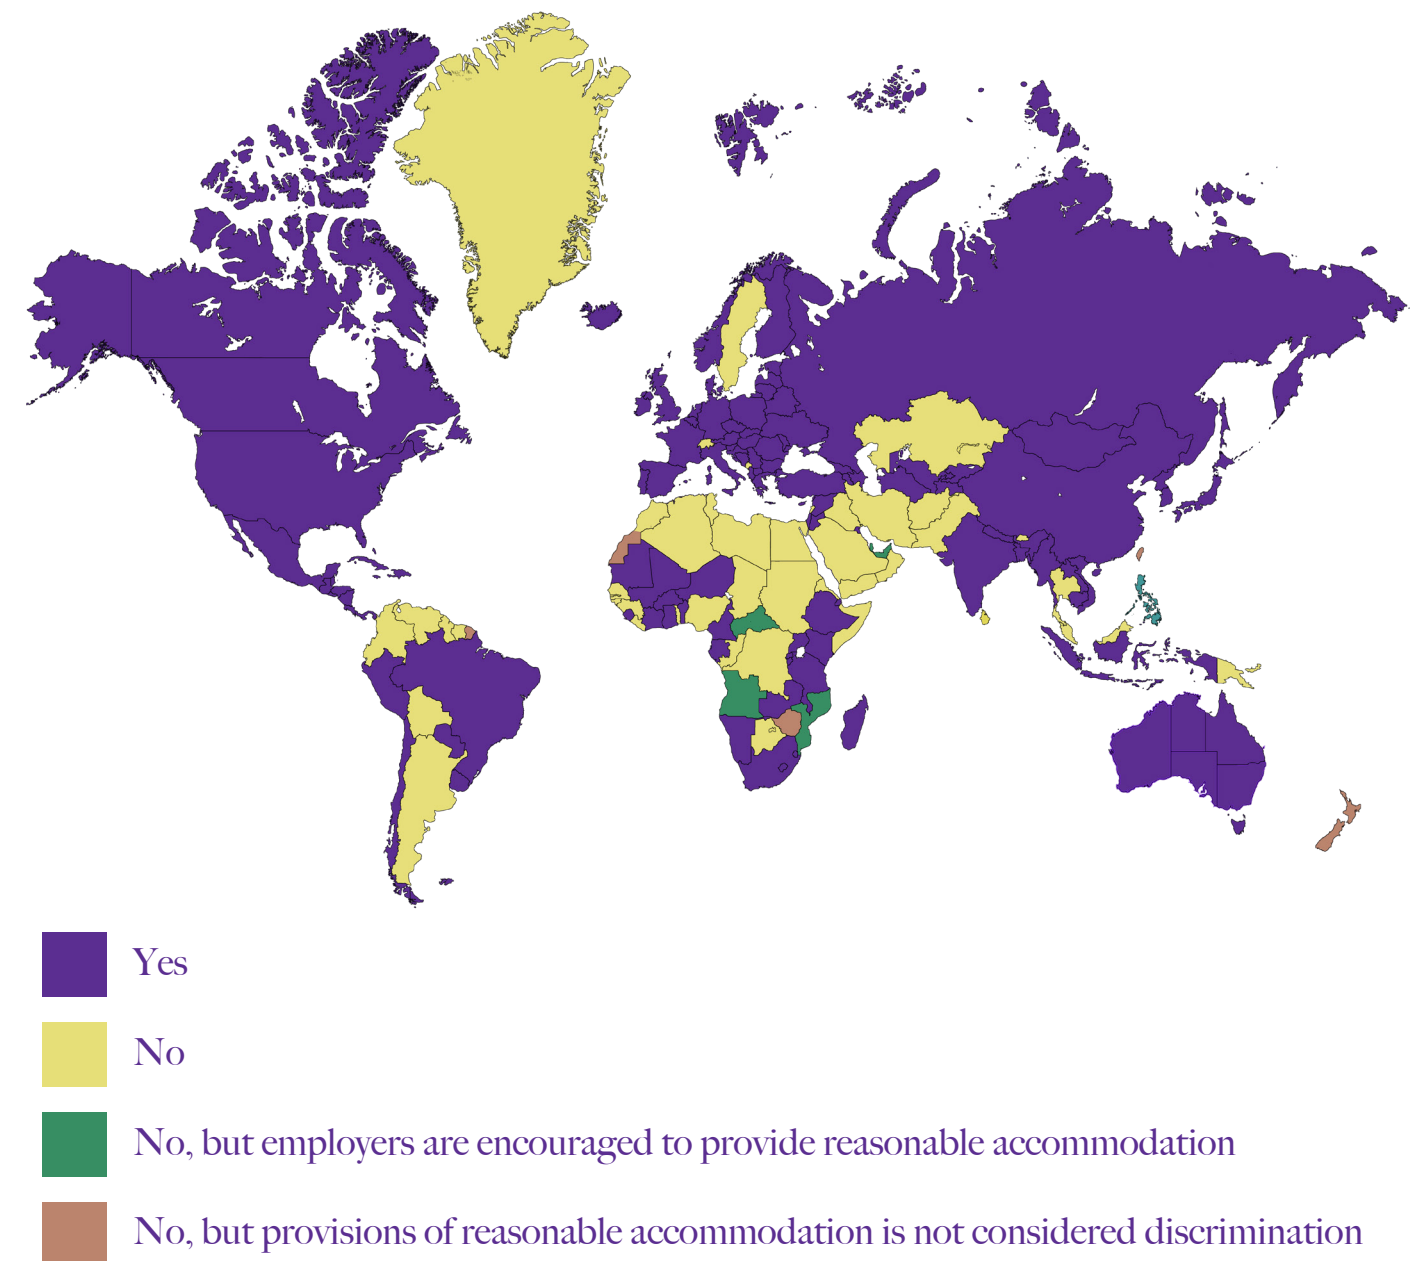 Yes
No
No, but employers are encouraged to provide reasonable accommodation
No, but provisions of reasonable accommodation is not considered discrimination